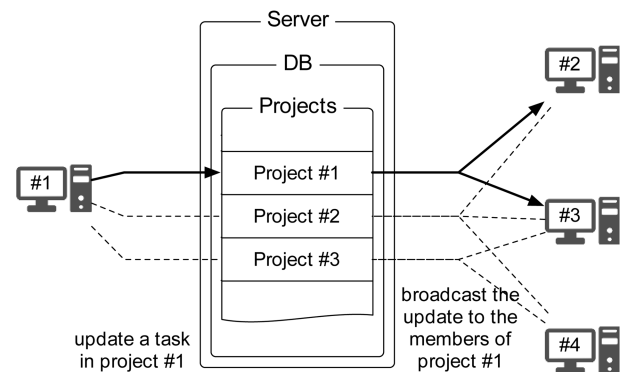 Server
DB
Projects
#1
Project #1
Project #2
Project #3
#2
#3
#4
update a task
in project #1
broadcast the
update to the
members of
project #1